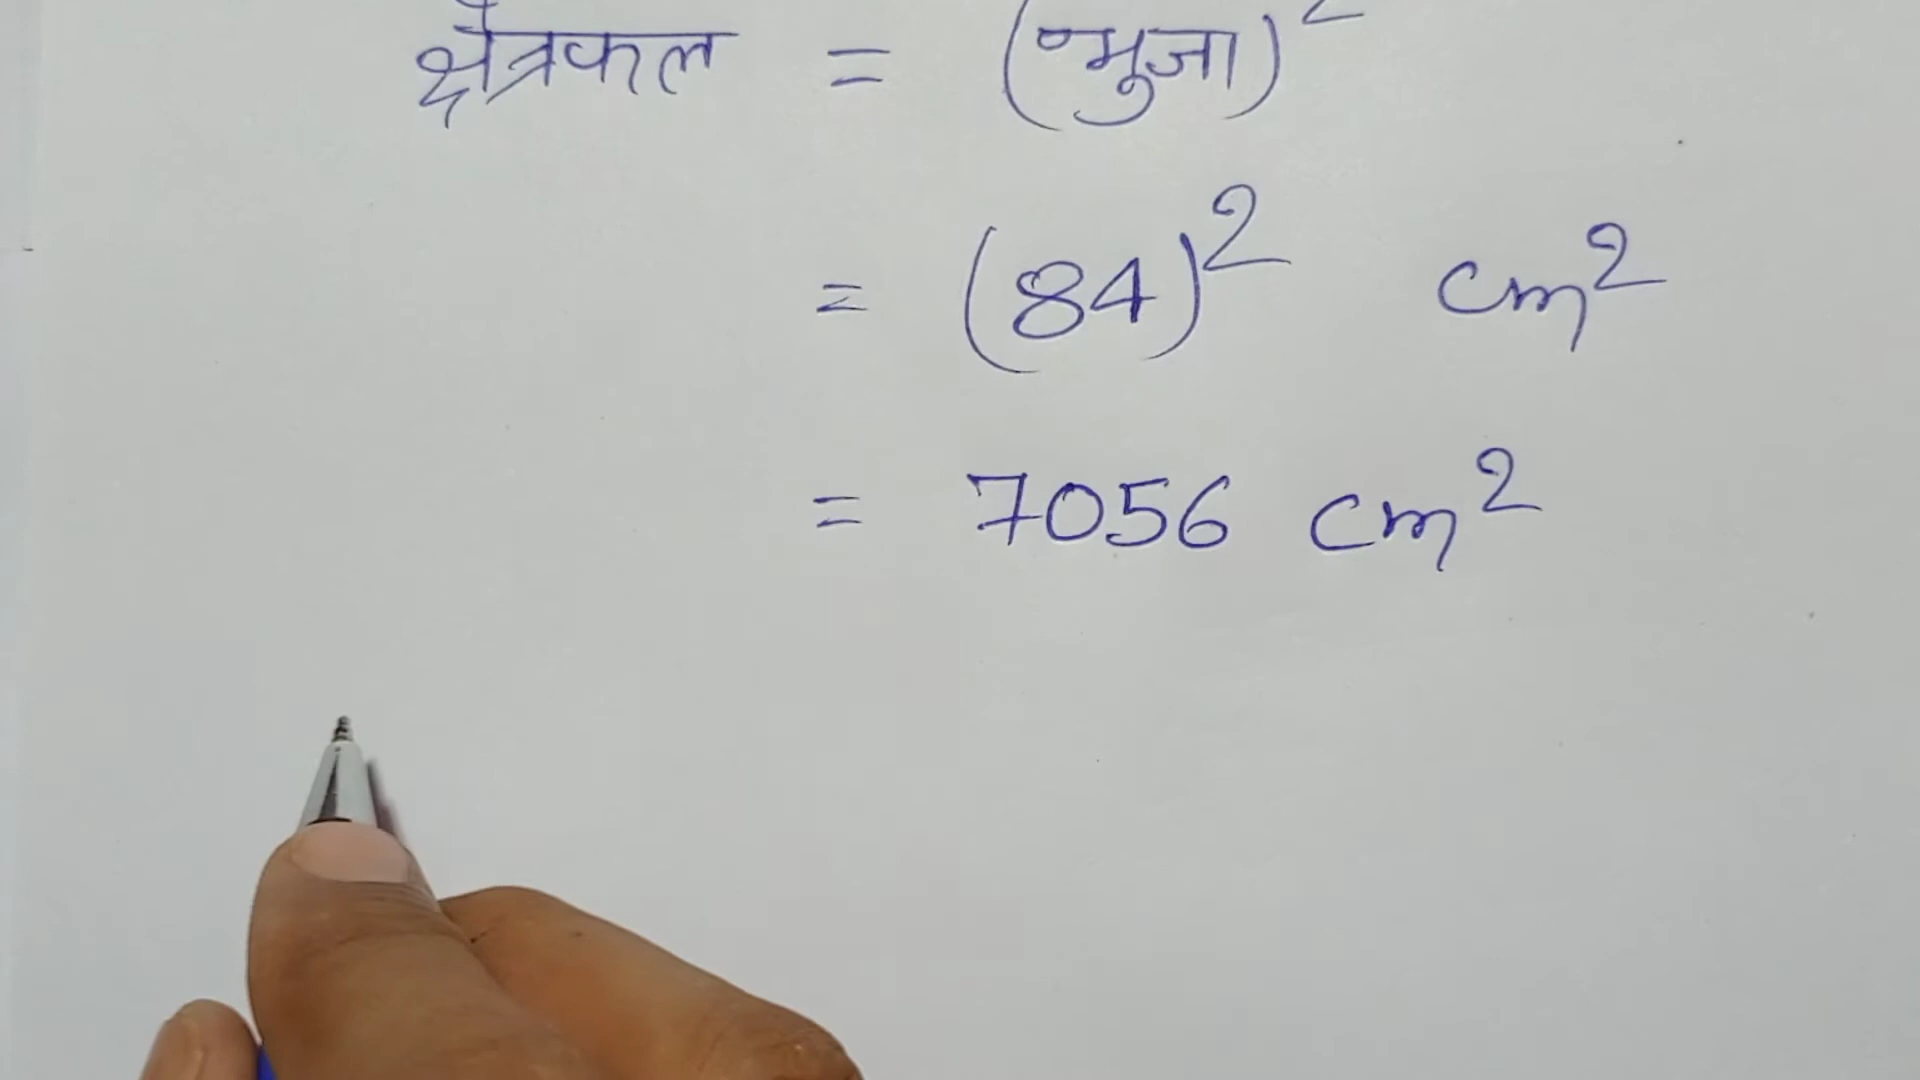 क्षेत्रफल = (भुजा)²
= (84)² cm²
= 7056 cm²